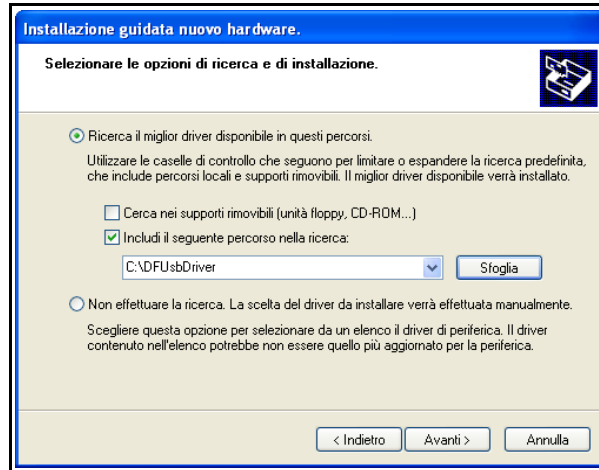 Installazione guidata nuovo hardware.
Selezionare le opzioni di ricerca e di installazione.
Ricerca il miglior driver disponibile in questi percorsi.
Utilizzare le caselle di controllo che seguono per limitare o espandere la ricerca predefinita,
che include percorsi locali e supporti rimovibili. Il miglior driver disponibile verrà installato.
Cerca nei supporti rimovibili (unità floppy, CD-ROM...)
Includi il seguente percorso nella ricerca:
C:\DFUsbDriver
Sfoglia
Non effettuare la ricerca. La scelta del driver da installare verrà effettuata manualmente.
Scegliere questa opzione per selezionare da un elenco il driver di periferica. Il driver
contenuto nell'elenco potrebbe non essere quello più aggiornato per la periferica.
< Indietro Avanti > Annulla